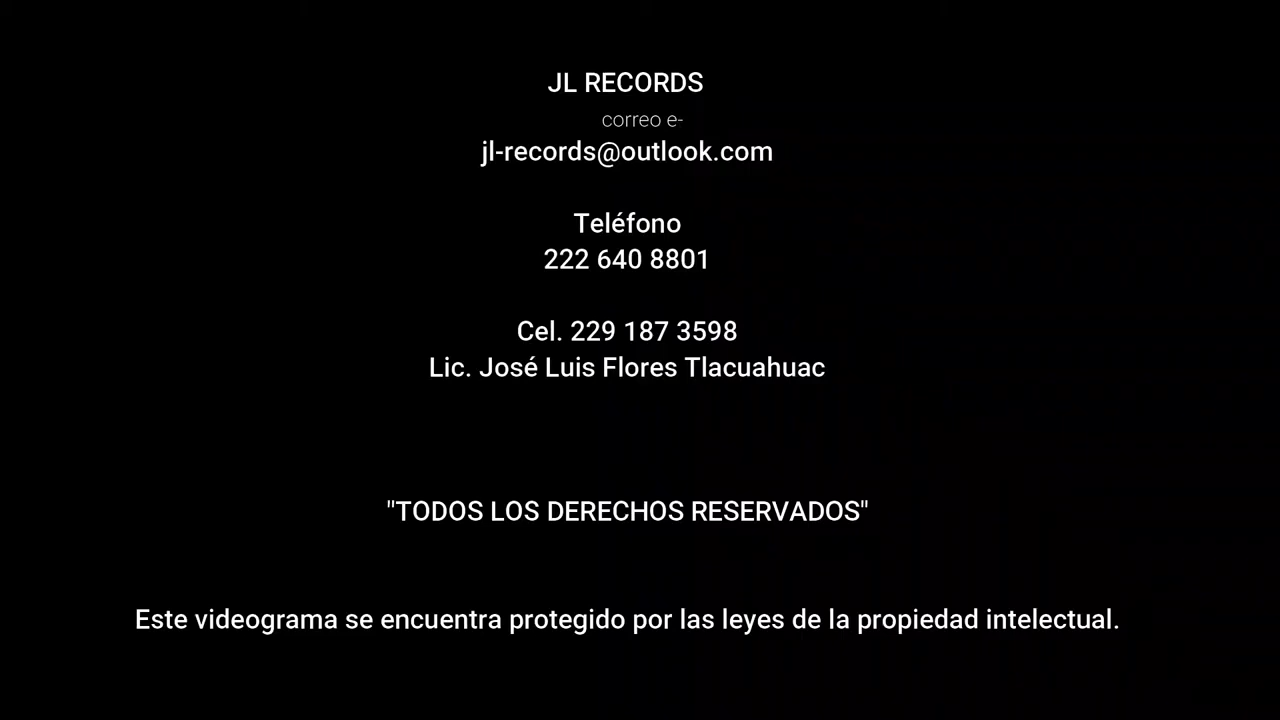 JL RECORDS
correo e-
jl-records@outlook.com
Teléfono
222 640 8801
Cel. 229 187 3598
Lic. José Luis Flores Tlacuahuac
"TODOS LOS DERECHOS RESERVADOS"
Este videograma se encuentra protegido por las leyes de la propiedad intelectual.